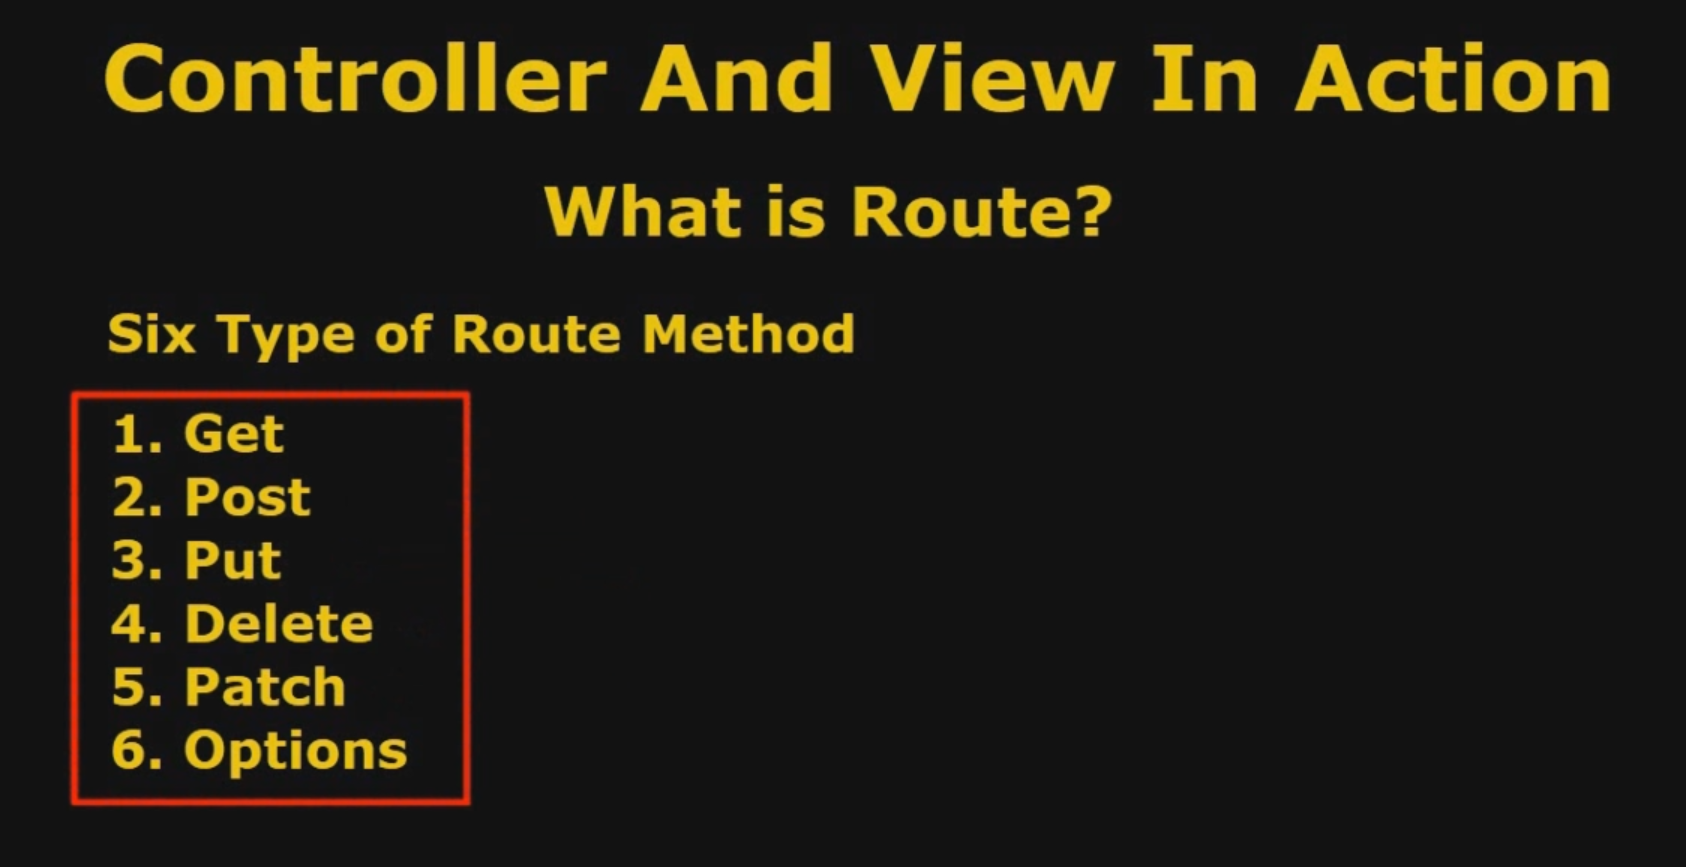 Controller And View In Action
What is Route?
Six Type of Route Method
1. Get
2. Post
3. Put
4. Delete
5. Patch
6. Options